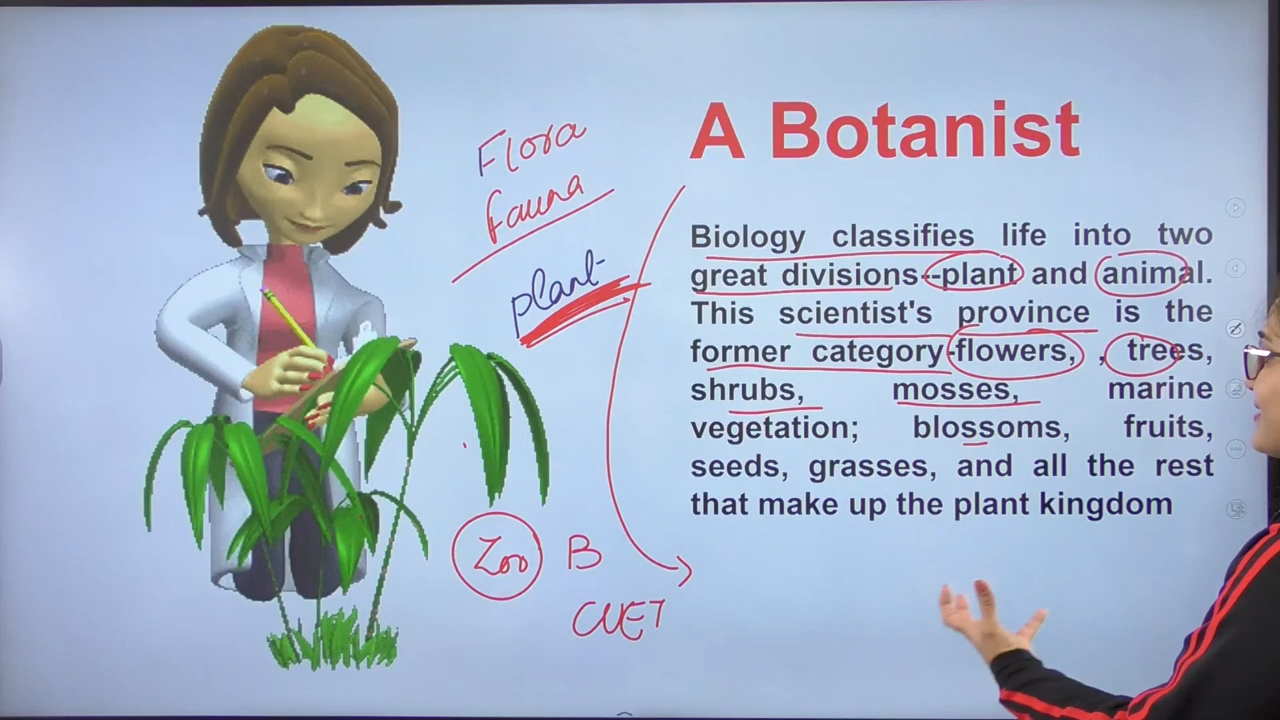 A Botanist
Flora
fauna
plant
Biology classifies life into two
great divisions--plant and animal.
This scientist's province is the
former category-flowers, , trees,
shrubs, mosses, marine
vegetation; blossoms, fruits,
seeds, grasses, and all the rest
that make up the plant kingdom
Zoo B
CUET